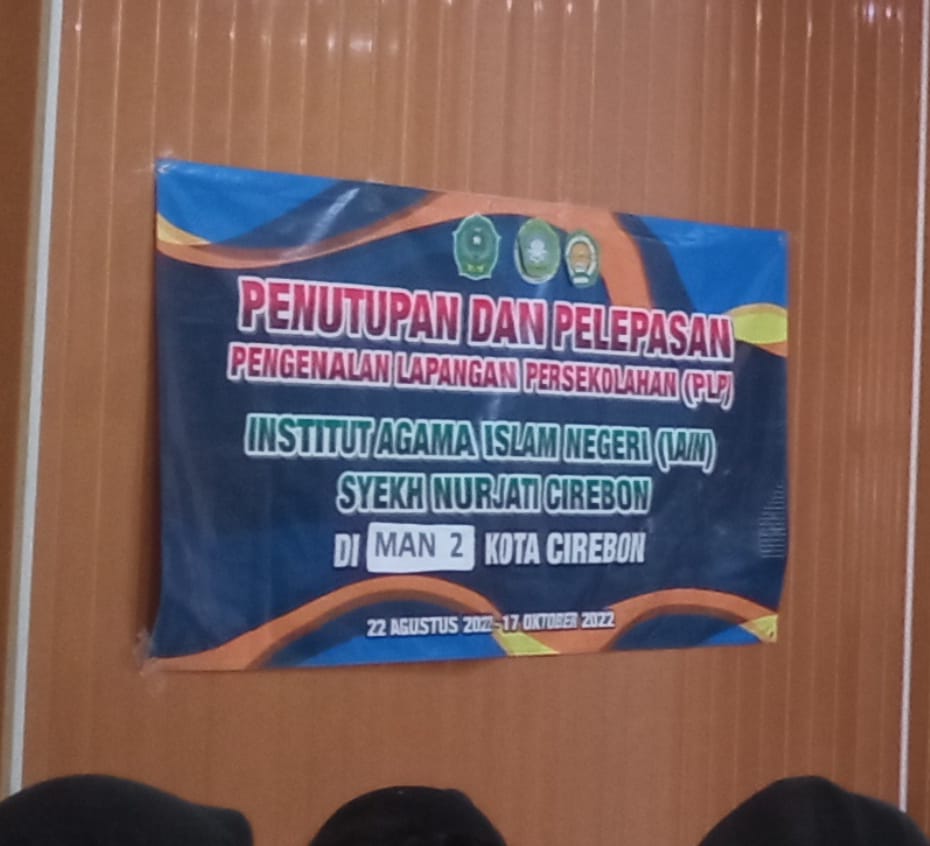 PENUTUPAN DAN PELEPASAN
PENGENALAN LAPANGAN PERSEKOLAHAN (PLP)
INSTITUT AGAMA ISLAM NEGERI (IAIN)
SYEKH NURJATI CIREBON
DI MAN 2 KOTA CIREBON
22 AGUSTUS 2022-17 OKTOBER 2022